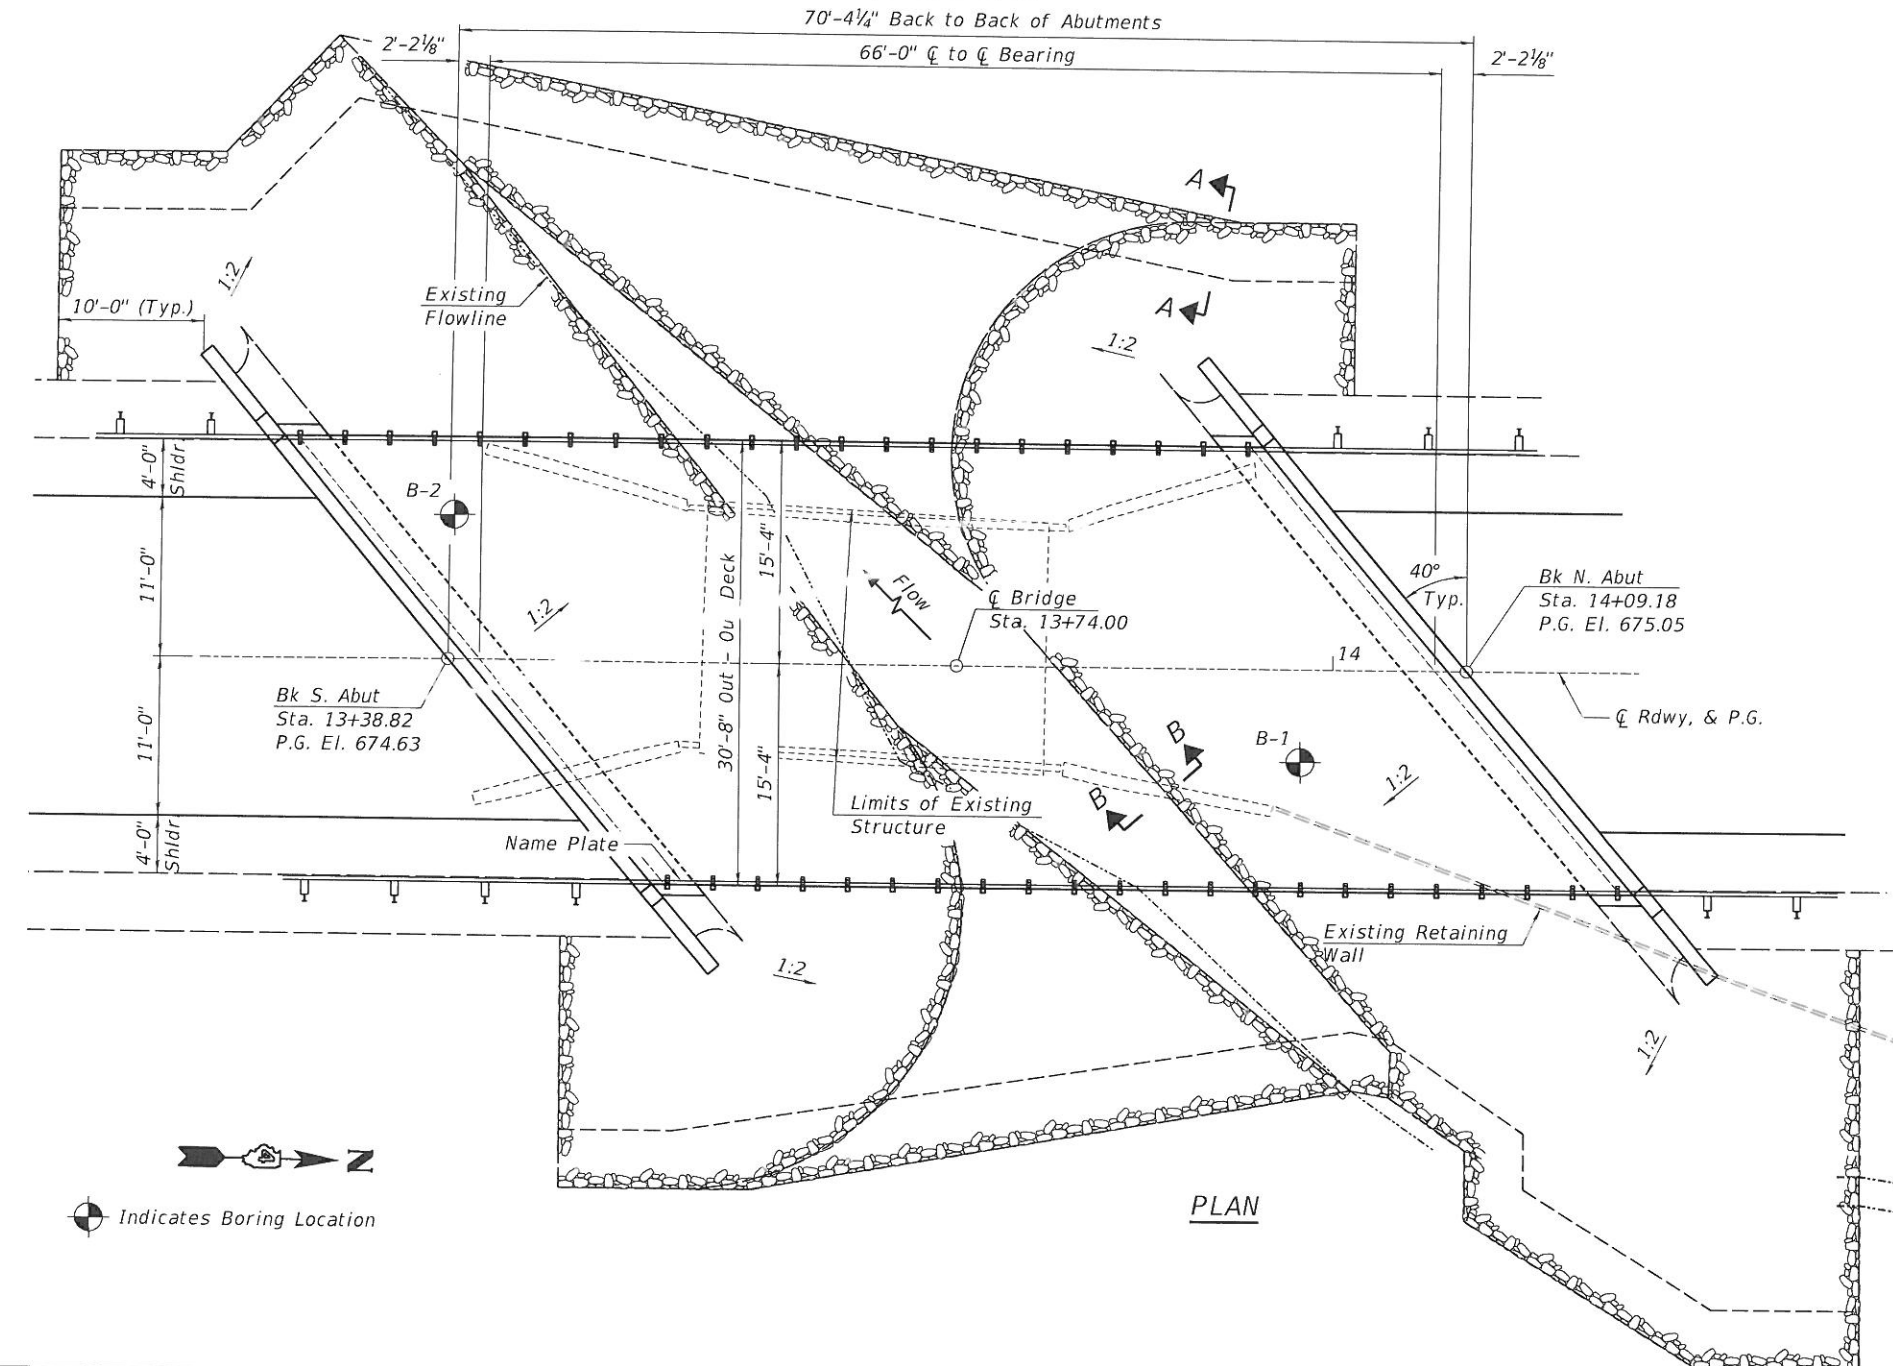 70'-4¼" Back to Back of Abutments
2'-2⅛"
66'-0" ℄ to ℄ Bearing
2'-2⅛"
A
A
1:2
10'-0" (Typ.)
Existing
Flowline
1:2
4'-0"
Shldr
B-2
11'-0"
11'-0"
4'-0"
Shldr
1:2
30'-8" Out - Ou Deck
15'-4"
15'-4"
Flow
℄ Bridge
Sta. 13+74.00
14
40°
Typ.
Bk N. Abut
Sta. 14+09.18
P.G. El. 675.05
Bk S. Abut
Sta. 13+38.82
P.G. El. 674.63
℄ Rdwy, & P.G.
B
B-1
1:2
B
Limits of Existing
Structure
Name Plate
Existing Retaining
Wall
1:2
1:2
N
Indicates Boring Location
PLAN